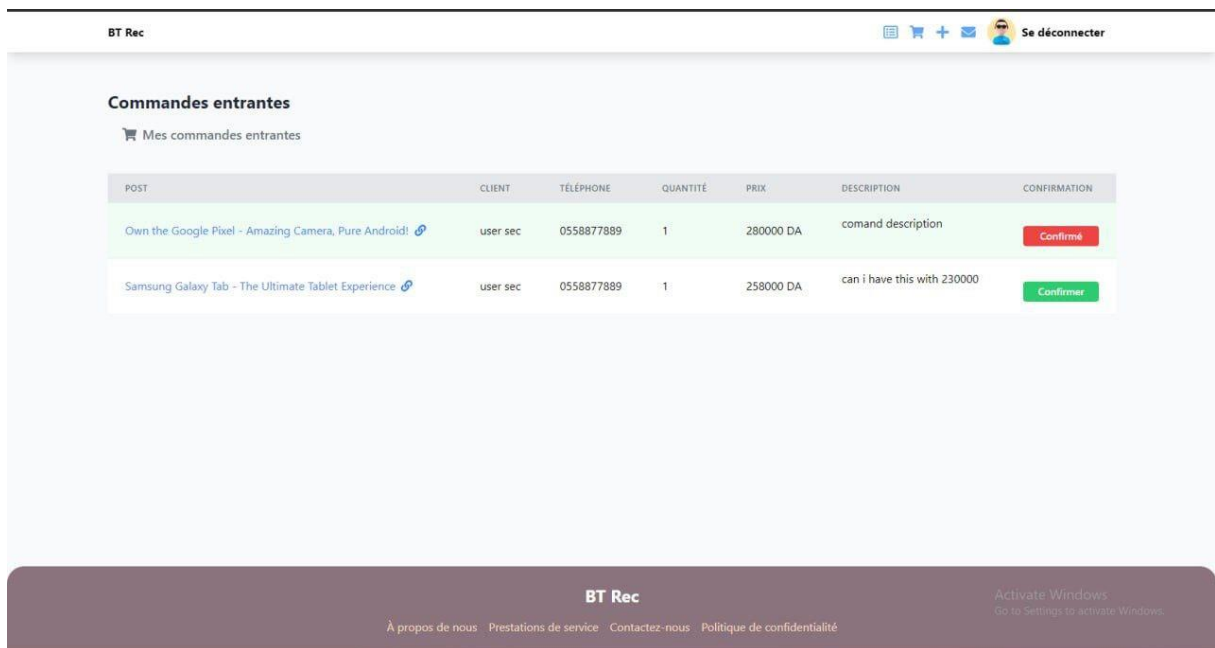 BT Rec
Se déconnecter
Commandes entrantes
Mes commandes entrantes
POST CLIENT TÉLÉPHONE QUANTITÉ PRIX DESCRIPTION CONFIRMATION
Own the Google Pixel - Amazing Camera, Pure Android! user sec 0558877889 1 280000 DA comand description Confirmé
Samsung Galaxy Tab - The Ultimate Tablet Experience user sec 0558877889 1 258000 DA can i have this with 230000 Confirmer
BT Rec
Activate Windows
Go to Settings to activate Windows.
À propos de nous Prestations de service Contactez-nous Politique de confidentialité